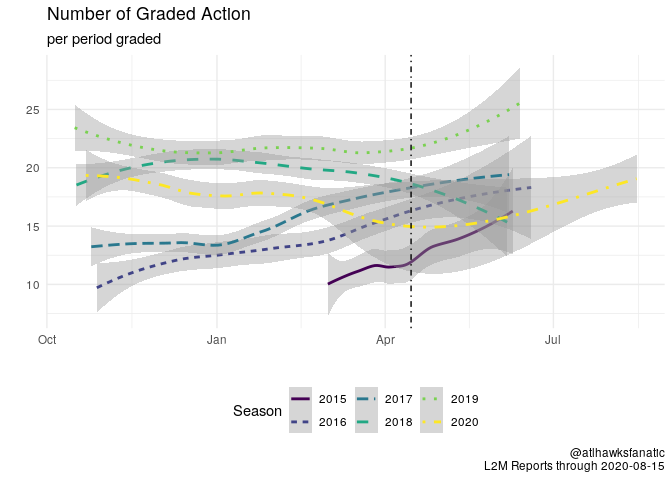 Number of Graded Action
per period graded
25
20
15
10
Oct
Jan
Apr
Jul
Season
2015
2017
2019
2016
2018
2020
@atlhawksfanatic
L2M Reports through 2020-08-15